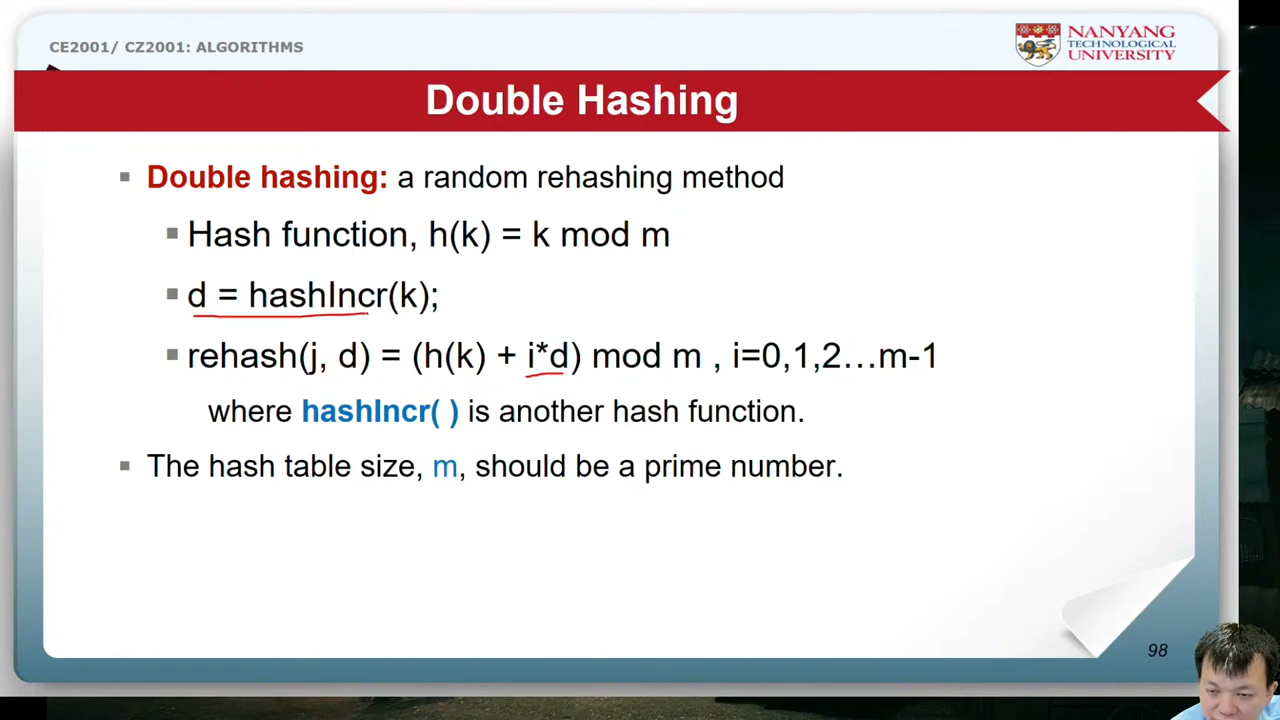 CE2001/ CZ2001: ALGORITHMS
NANYANG
TECHNOLOGICAL
UNIVERSITY
Double Hashing
Double hashing: a random rehashing method
Hash function, h(k) = k mod m
d = hashIncr(k);
rehash(j, d) = (h(k) + i*d) mod m , i=0,1,2…m-1
where hashIncr( ) is another hash function.
The hash table size, m, should be a prime number.
98